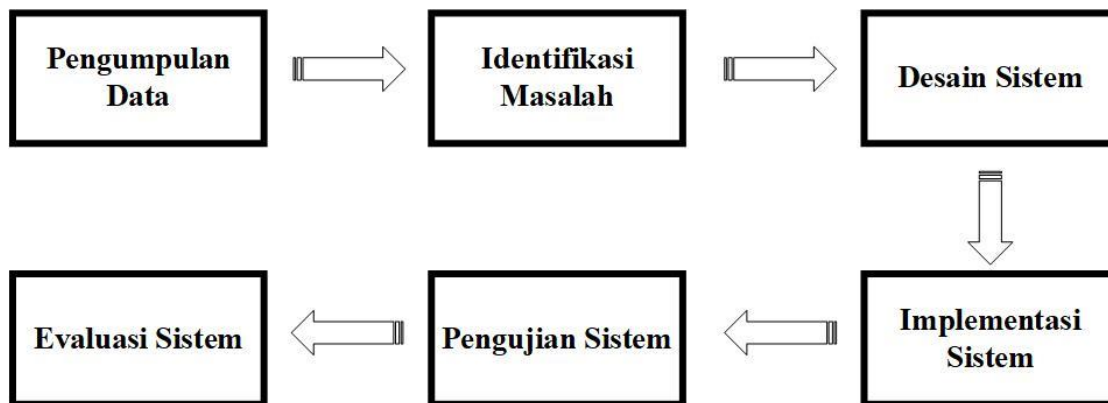 Pengumpulan
Data
Identifikasi
Masalah
Desain Sistem
Implementasi
Sistem
Pengujian Sistem
Evaluasi Sistem